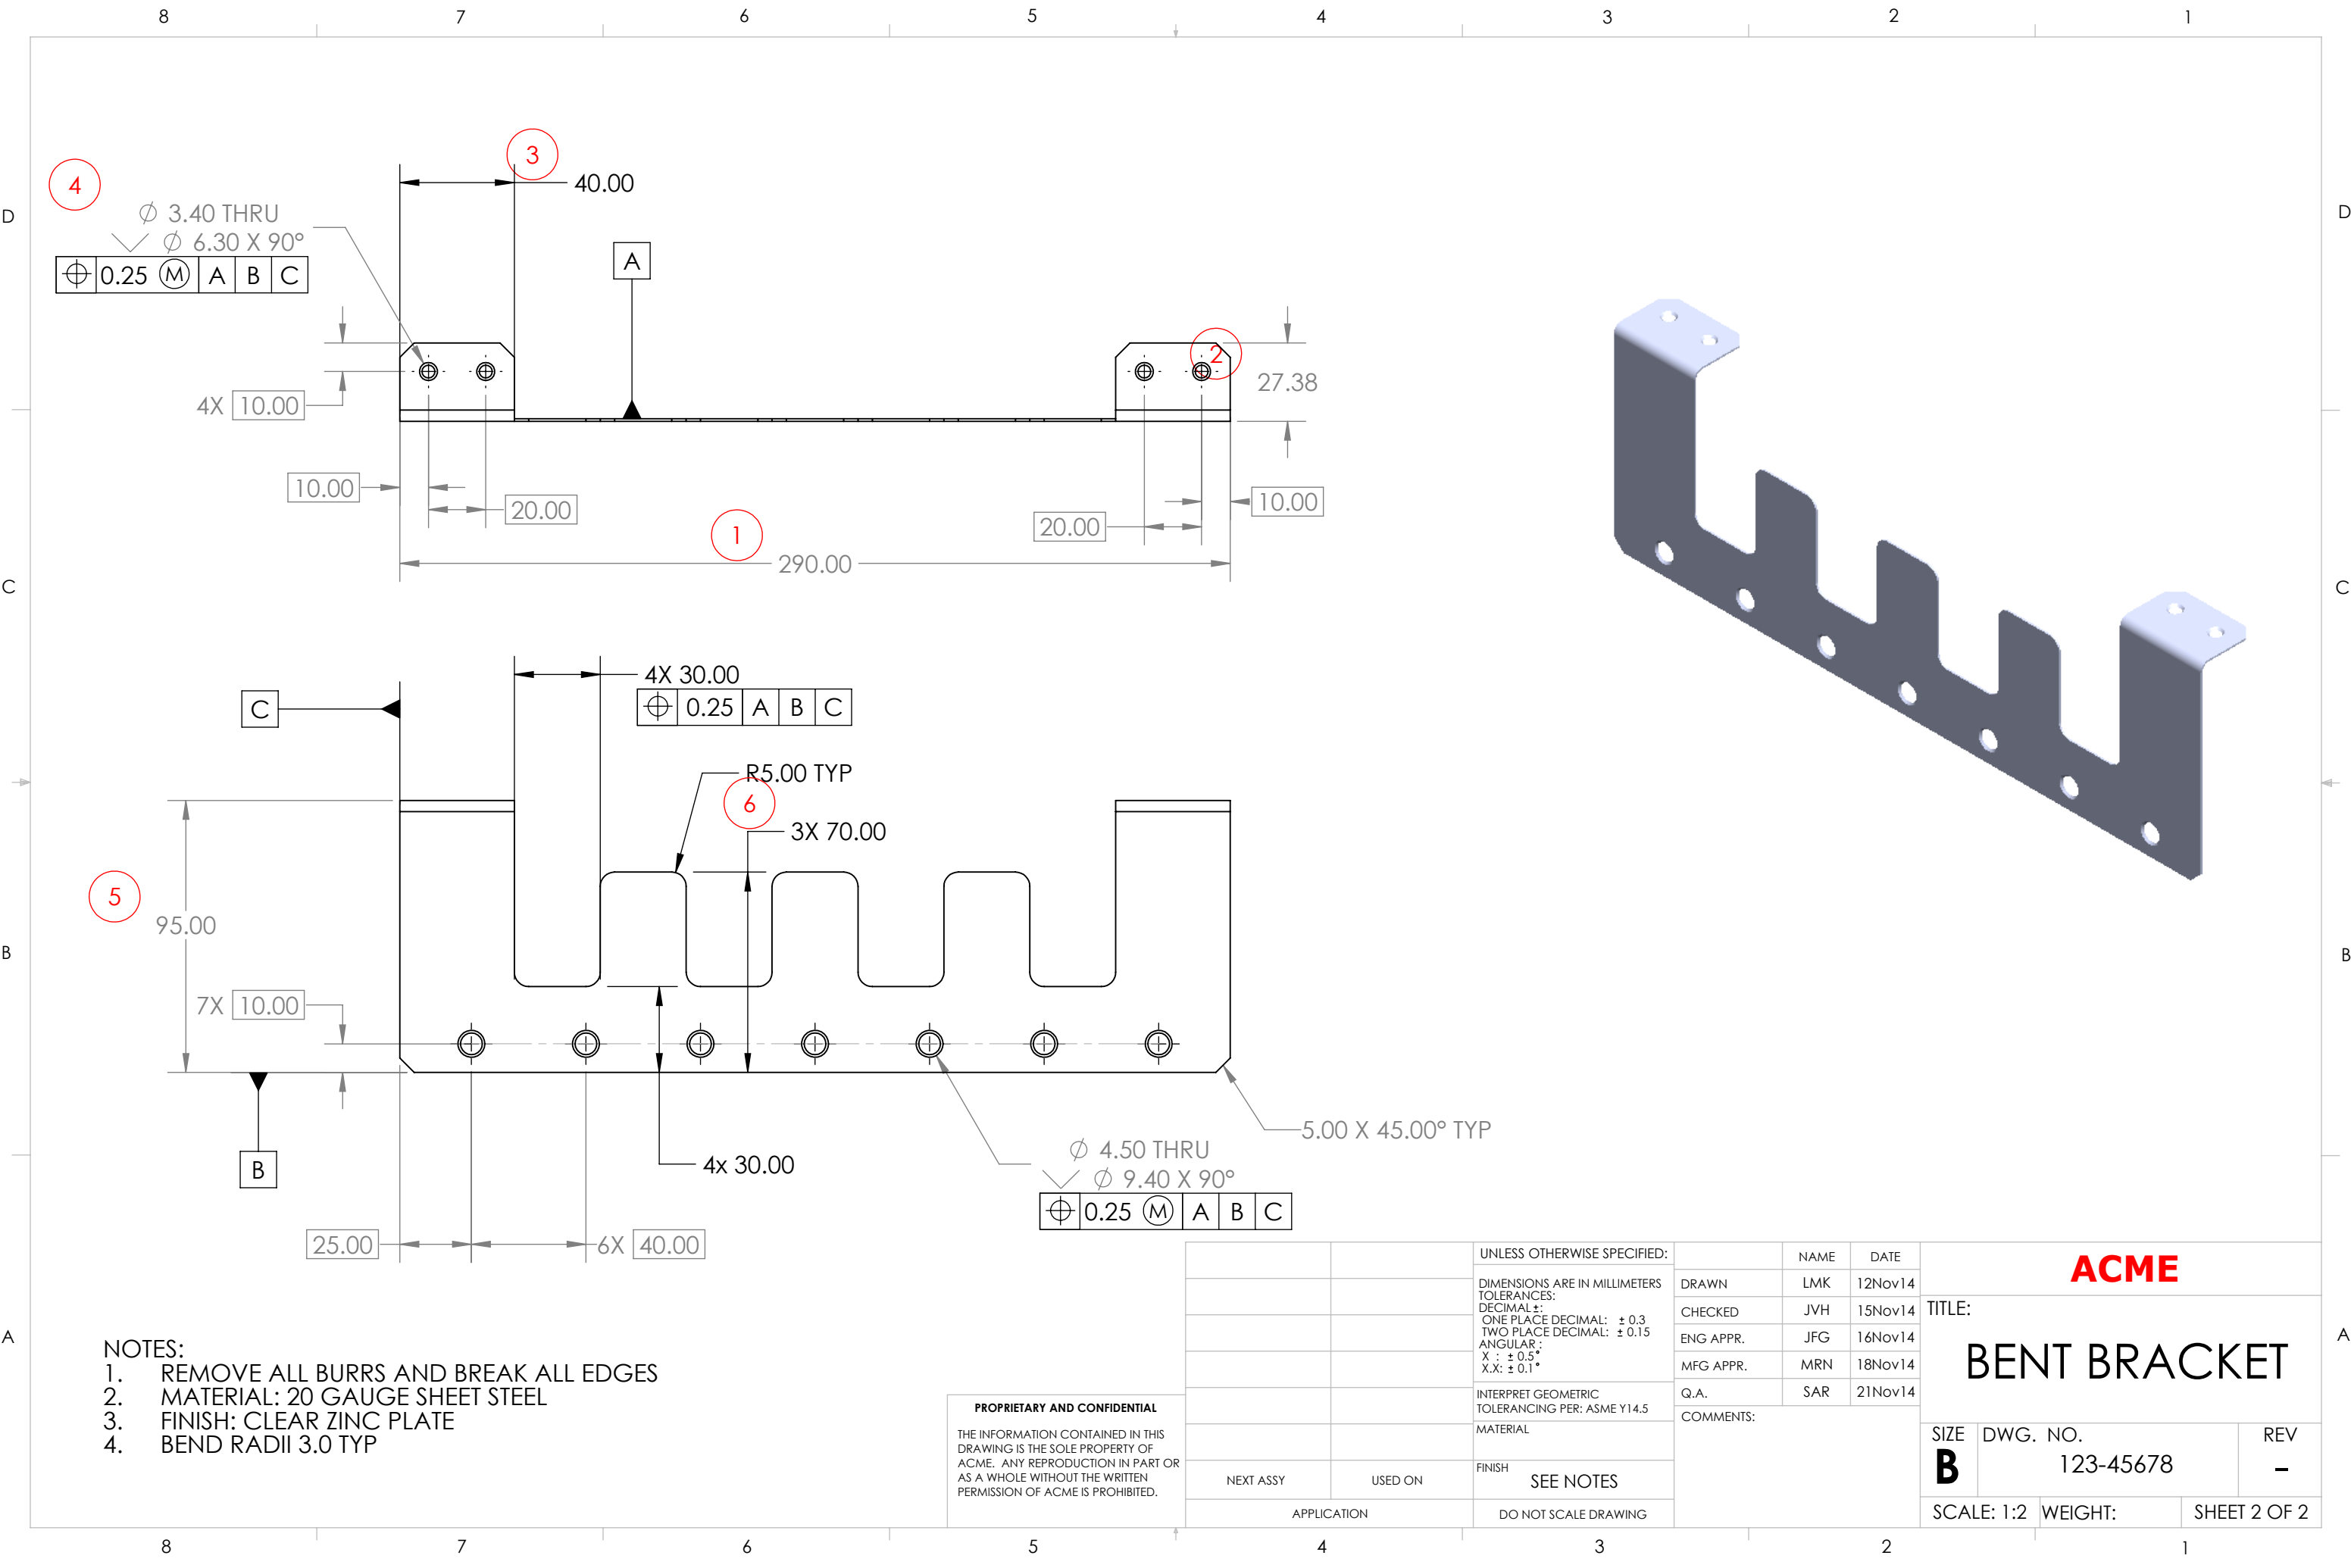 8 7 6 5 4 3 2 1
D D
C C
B B
A A
4
3
40.00
⌀ 3.40 THRU
⌵ ⌀ 6.30 X 90°
⌖ 0.25 Ⓜ A B C
A
2
27.38
4X 10.00
10.00
20.00
1
20.00
10.00
290.00
C
4X 30.00
⌖ 0.25 A B C
R5.00 TYP
6
3X 70.00
5
95.00
7X 10.00
B
4x 30.00
5.00 X 45.00° TYP
⌀ 4.50 THRU
⌵ ⌀ 9.40 X 90°
⌖ 0.25 Ⓜ A B C
25.00
6X 40.00
NOTES:
1. REMOVE ALL BURRS AND BREAK ALL EDGES
2. MATERIAL: 20 GAUGE SHEET STEEL
3. FINISH: CLEAR ZINC PLATE
4. BEND RADII 3.0 TYP
PROPRIETARY AND CONFIDENTIAL
THE INFORMATION CONTAINED IN THIS
DRAWING IS THE SOLE PROPERTY OF
ACME. ANY REPRODUCTION IN PART OR
AS A WHOLE WITHOUT THE WRITTEN
PERMISSION OF ACME IS PROHIBITED.
NEXT ASSY USED ON
APPLICATION
UNLESS OTHERWISE SPECIFIED:
DIMENSIONS ARE IN MILLIMETERS
TOLERANCES:
DECIMAL±:
ONE PLACE DECIMAL: ± 0.3
TWO PLACE DECIMAL: ± 0.15
ANGULAR :
X : ± 0.5°
X.X: ± 0.1°
INTERPRET GEOMETRIC
TOLERANCING PER: ASME Y14.5
MATERIAL
FINISH
SEE NOTES
DO NOT SCALE DRAWING
NAME DATE
DRAWN LMK 12Nov14
CHECKED JVH 15Nov14
ENG APPR. JFG 16Nov14
MFG APPR. MRN 18Nov14
Q.A. SAR 21Nov14
COMMENTS:
ACME
TITLE:
BENT BRACKET
SIZE DWG. NO. REV
B 123-45678 –
SCALE: 1:2 WEIGHT: SHEET 2 OF 2
8 7 6 5 4 3 2 1